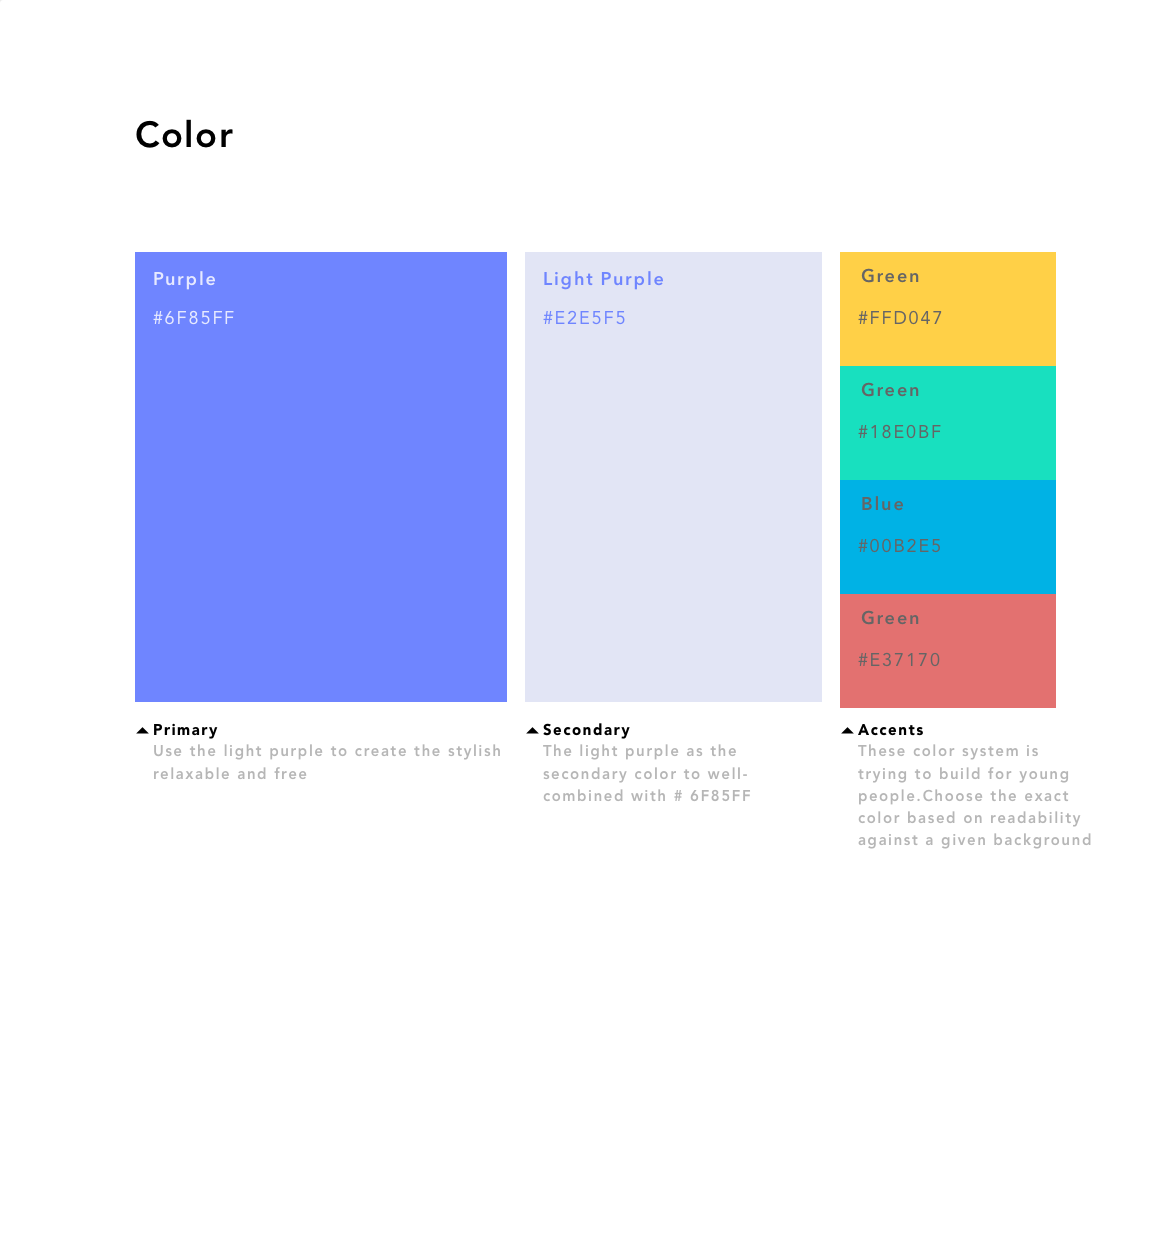 Color
Purple
#6F85FF
Light Purple
#E2E5F5
Green
#FFD047
Green
#18E0BF
Blue
#00B2E5
Green
#E37170
Primary
Use the light purple to create the stylish
relaxable and free
Secondary
The light purple as the
secondary color to well-
combined with # 6F85FF
Accents
These color system is
trying to build for young
people.Choose the exact
color based on readability
against a given background